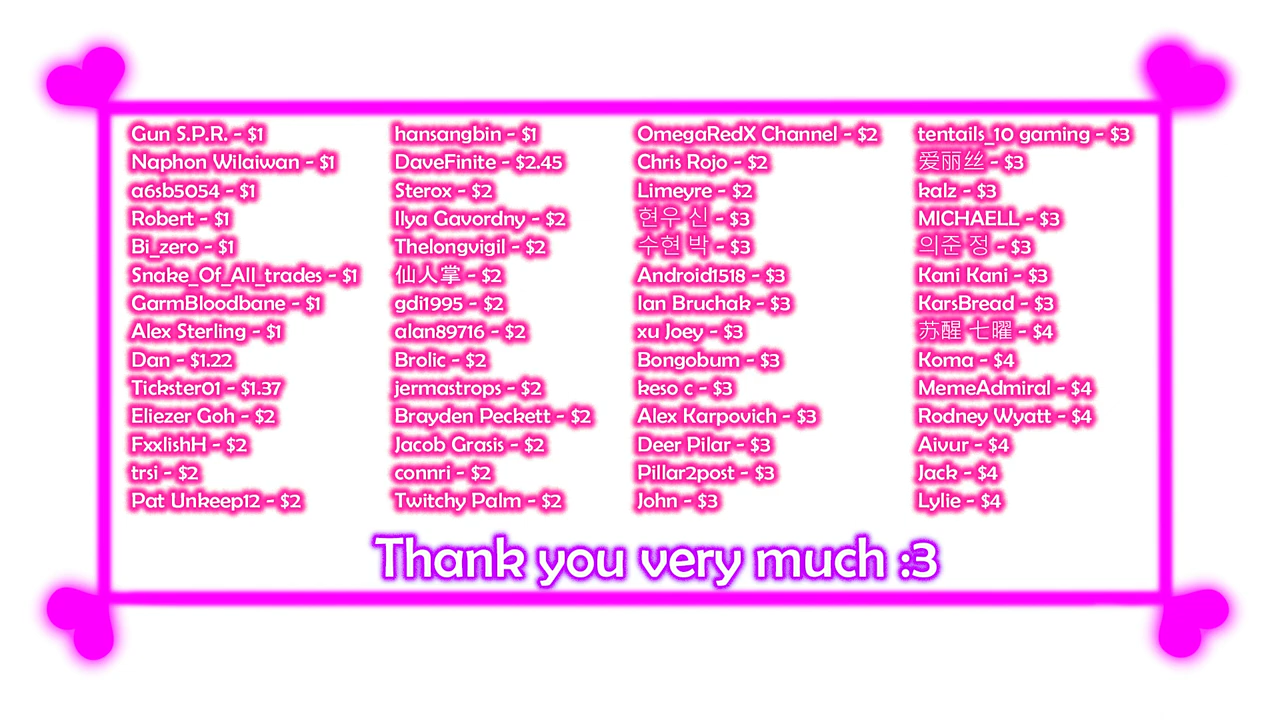 Gun S.P.R. - $1
Naphon Wilaiwan - $1
a6sb5054 - $1
Robert - $1
Bi_zero - $1
Snake_Of_All_trades - $1
GarmBloodbane - $1
Alex Sterling - $1
Dan - $1.22
Tickster01 - $1.37
Eliezer Goh - $2
FxxlishH - $2
trsi - $2
Pat Unkeep12 - $2
hansangbin - $1
DaveFinite - $2.45
Sterox - $2
Ilya Gavordny - $2
Thelongvigil - $2
仙人掌 - $2
gdi1995 - $2
alan89716 - $2
Brolic - $2
jermastrops - $2
Brayden Peckett - $2
Jacob Grasis - $2
connri - $2
Twitchy Palm - $2
OmegaRedX Channel - $2
Chris Rojo - $2
Limeyre - $2
현우 신 - $3
수현 박 - $3
Android1518 - $3
Ian Bruchak - $3
xu Joey - $3
Bongobum - $3
keso c - $3
Alex Karpovich - $3
Deer Pilar - $3
Pillar2post - $3
John - $3
tentails_10 gaming - $3
爱丽丝 - $3
kalz - $3
MICHAELL - $3
의준 정 - $3
Kani Kani - $3
KarsBread - $3
苏醒 七曜 - $4
Koma - $4
MemeAdmiral - $4
Rodney Wyatt - $4
Aivur - $4
Jack - $4
Lylie - $4
Thank you very much :3